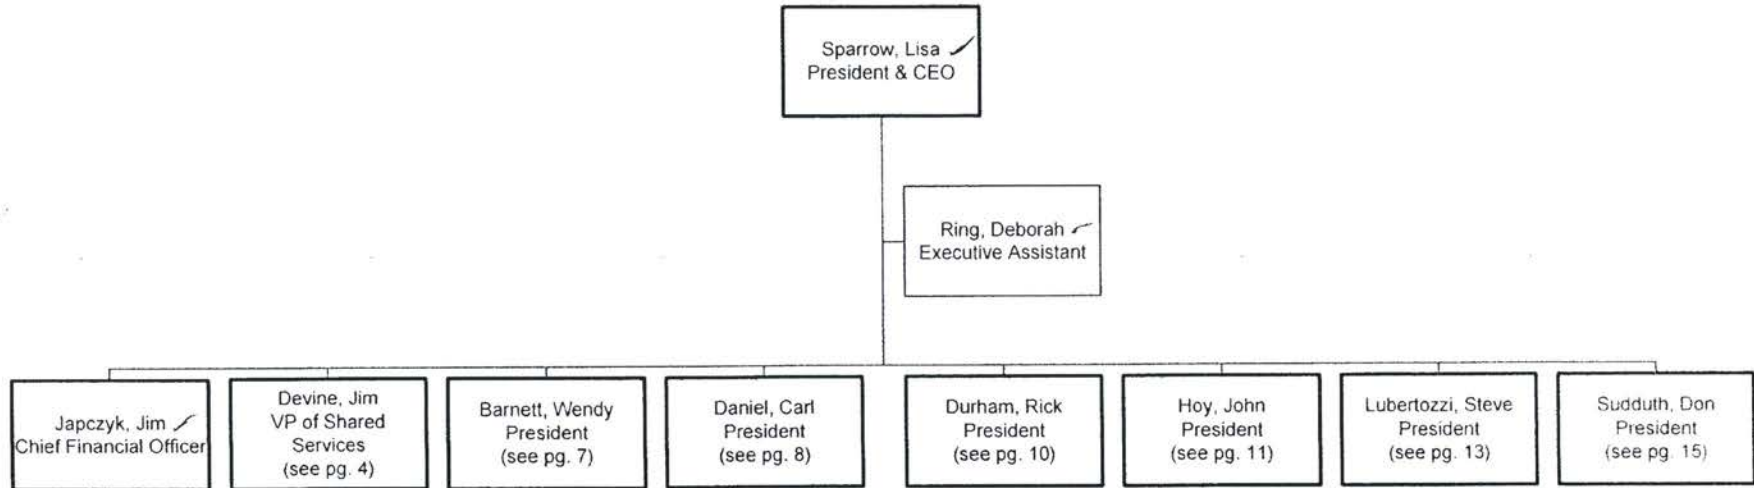 Sparrow, Lisa
President & CEO
Ring, Deborah
Executive Assistant
Japczyk, Jim
Chief Financial Officer
Devine, Jim
VP of Shared
Services
(see pg. 4)
Barnett, Wendy
President
(see pg. 7)
Daniel, Carl
President
(see pg. 8)
Durham, Rick
President
(see pg. 10)
Hoy, John
President
(see pg. 11)
Lubertozzi, Steve
President
(see pg. 13)
Sudduth, Don
President
(see pg. 15)